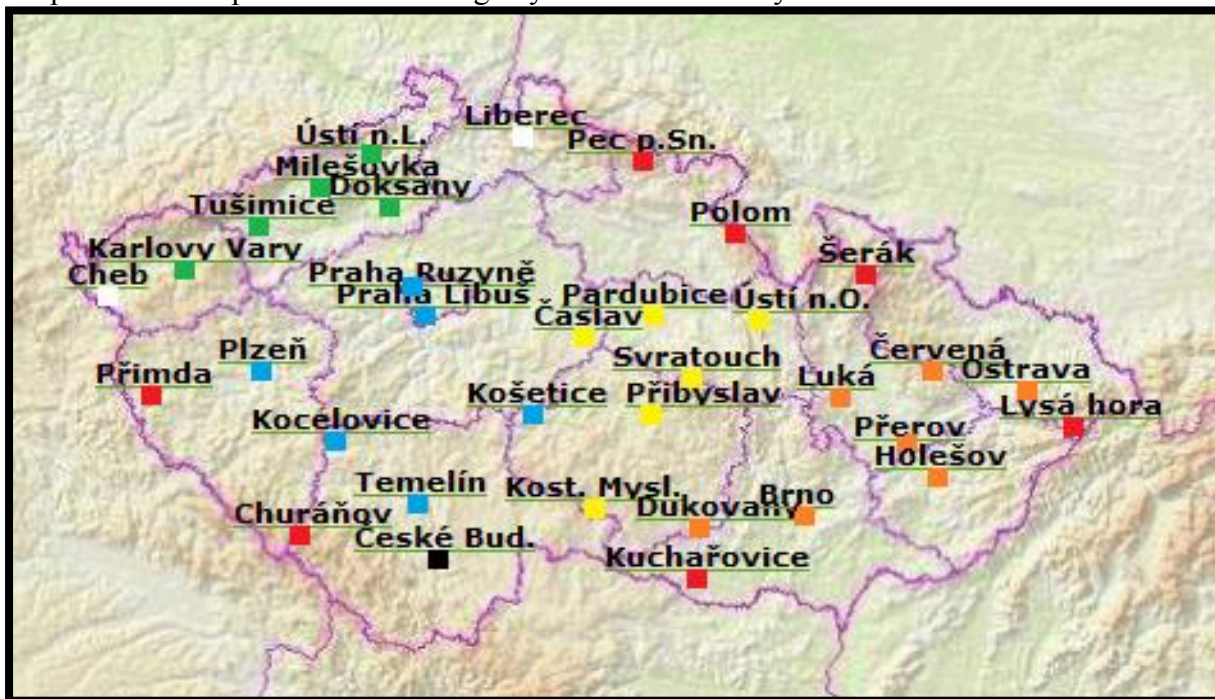 Liberec
Ústí n.L.
Pec p.Sn.
Milešovka
Doksany
Tušimice
Polom
Karlovy Vary
Šerák
Cheb
Praha Ruzyně
Praha Libuš
Pardubice
Ústí n.O.
Čáslav
Plzeň
Svratouch
Červená
Přimda
Luká
Ostrava
Košetice
Přibyslav
Lysá hora
Kocelovice
Přerov
Holešov
Temelín
Kost. Mysl.
Brno
Dukovany
Churáňov
České Bud.
Kuchařovice